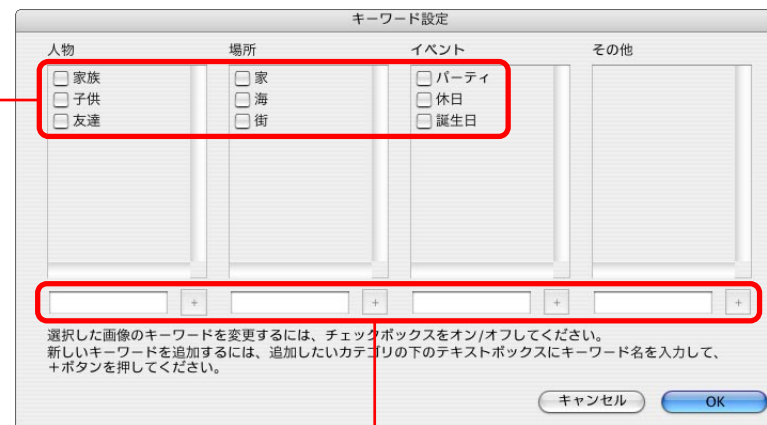 キーワード設定
人物 場所 イベント その他
家族 家 パーティ
子供 海 休日
友達 街 誕生日
+ + + +
選択した画像のキーワードを変更するには、チェックボックスをオン/オフしてください。
新しいキーワードを追加するには、追加したいカテゴリの下のテキストボックスにキーワード名を入力して、
+ボタンを押してください。
キャンセル OK